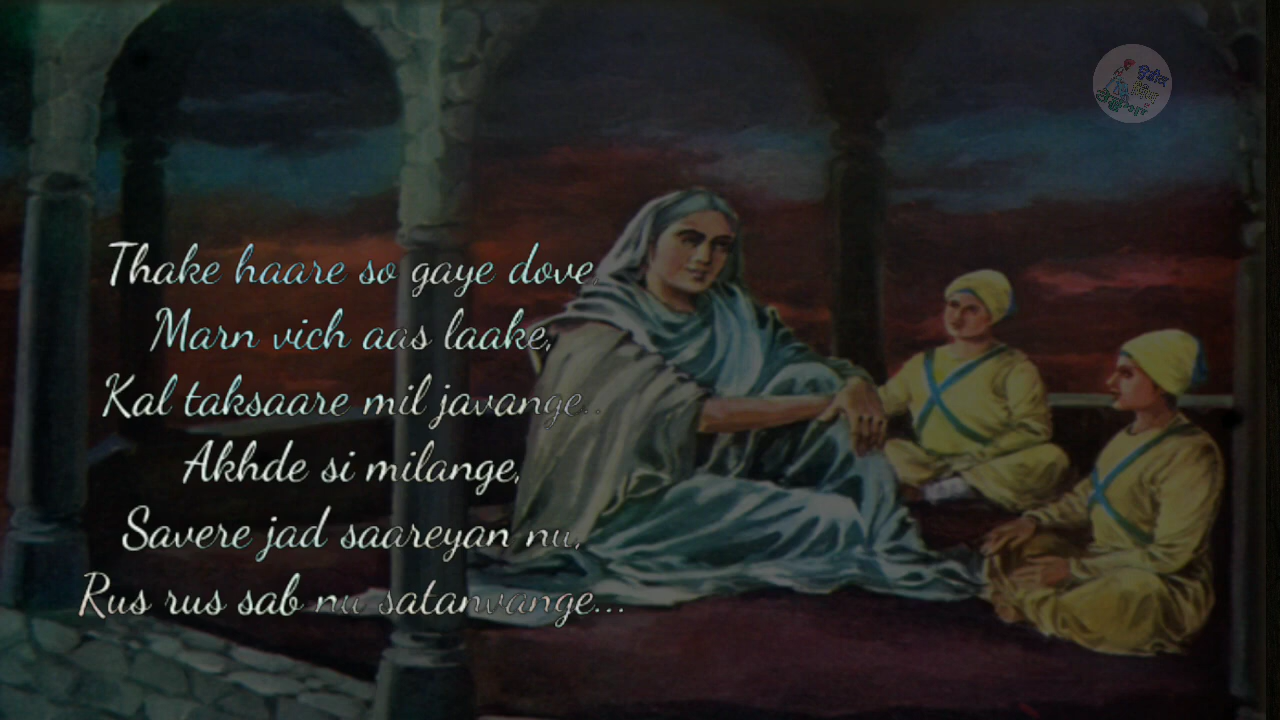 Thake haare so gaye dove,
Marn vich aas laake,
Kal taksaare mil javange..
Akhde si milange,
Savere jad saareyan nu,
Rus rus sab nu satanvange...